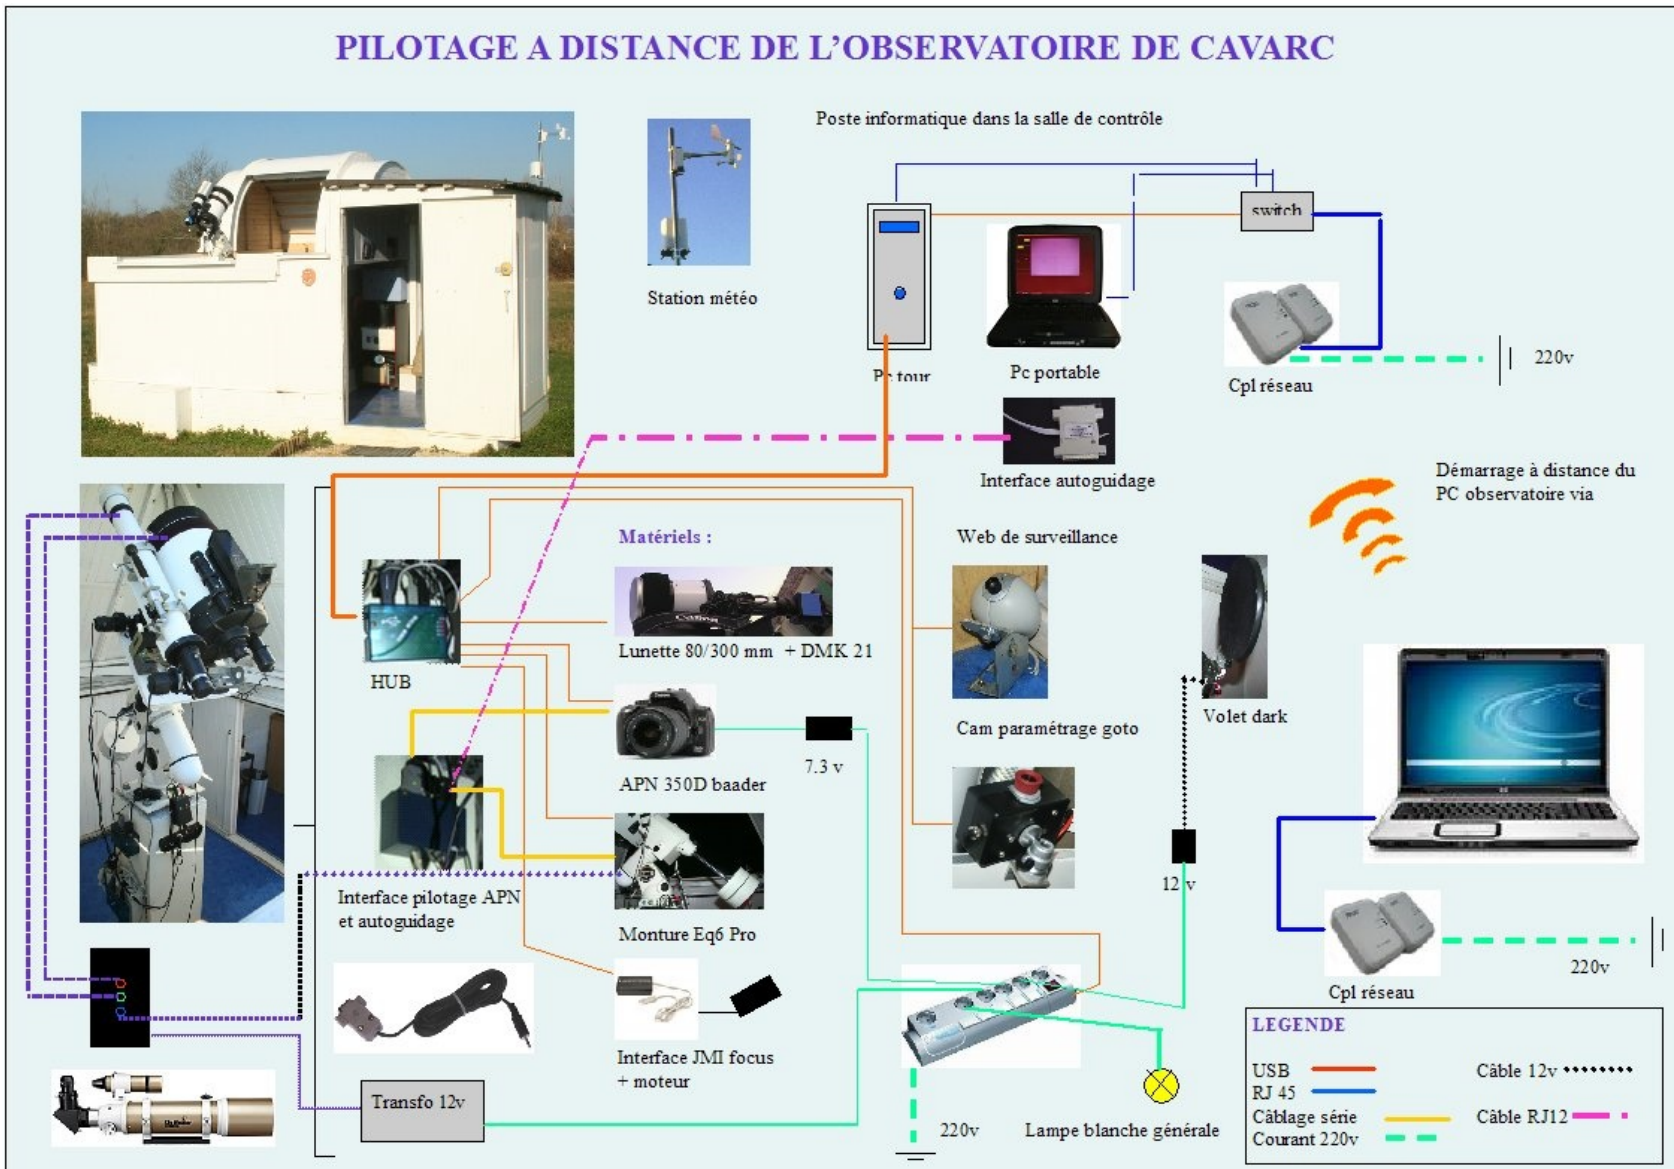 PILOTAGE A DISTANCE DE L'OBSERVATOIRE DE CAVARC
Poste informatique dans la salle de contrôle
switch
Station météo
Pc tour
Pc portable
Cpl réseau
220v
Interface autoguidage
Démarrage à distance du
PC observatoire via
Matériels :
Web de surveillance
Lunette 80/300 mm + DMK 21
HUB
Volet dark
Cam paramétrage goto
7.3 v
APN 350D baader
12 v
Interface pilotage APN
et autoguidage
Monture Eq6 Pro
220v
Cpl réseau
Interface JMI focus
+ moteur
Transfo 12v
220v
Lampe blanche générale
LEGENDE
USB
Câble 12v
RJ 45
Câblage série
Câble RJ12
Courant 220v